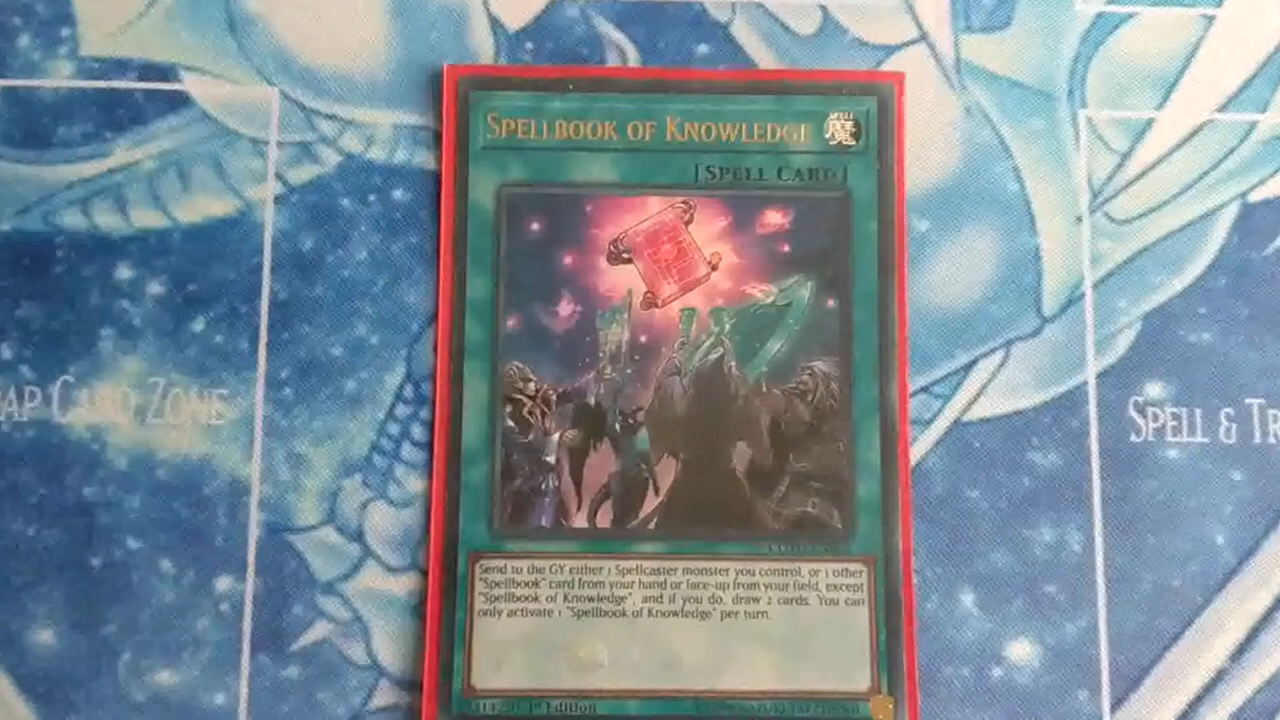 SPELLBOOK OF KNOWLEDGE
SPELL
魔
[SPELL CARD]
AP CARD ZONE
SPELL & TR
Send to the GY either 1 Spellcaster monster you control, or 1 other
"Spellbook" card from your hand or face-up from your field, except
"Spellbook of Knowledge", and if you do, draw 2 cards. You can
only activate 1 "Spellbook of Knowledge" per turn.
1st Edition